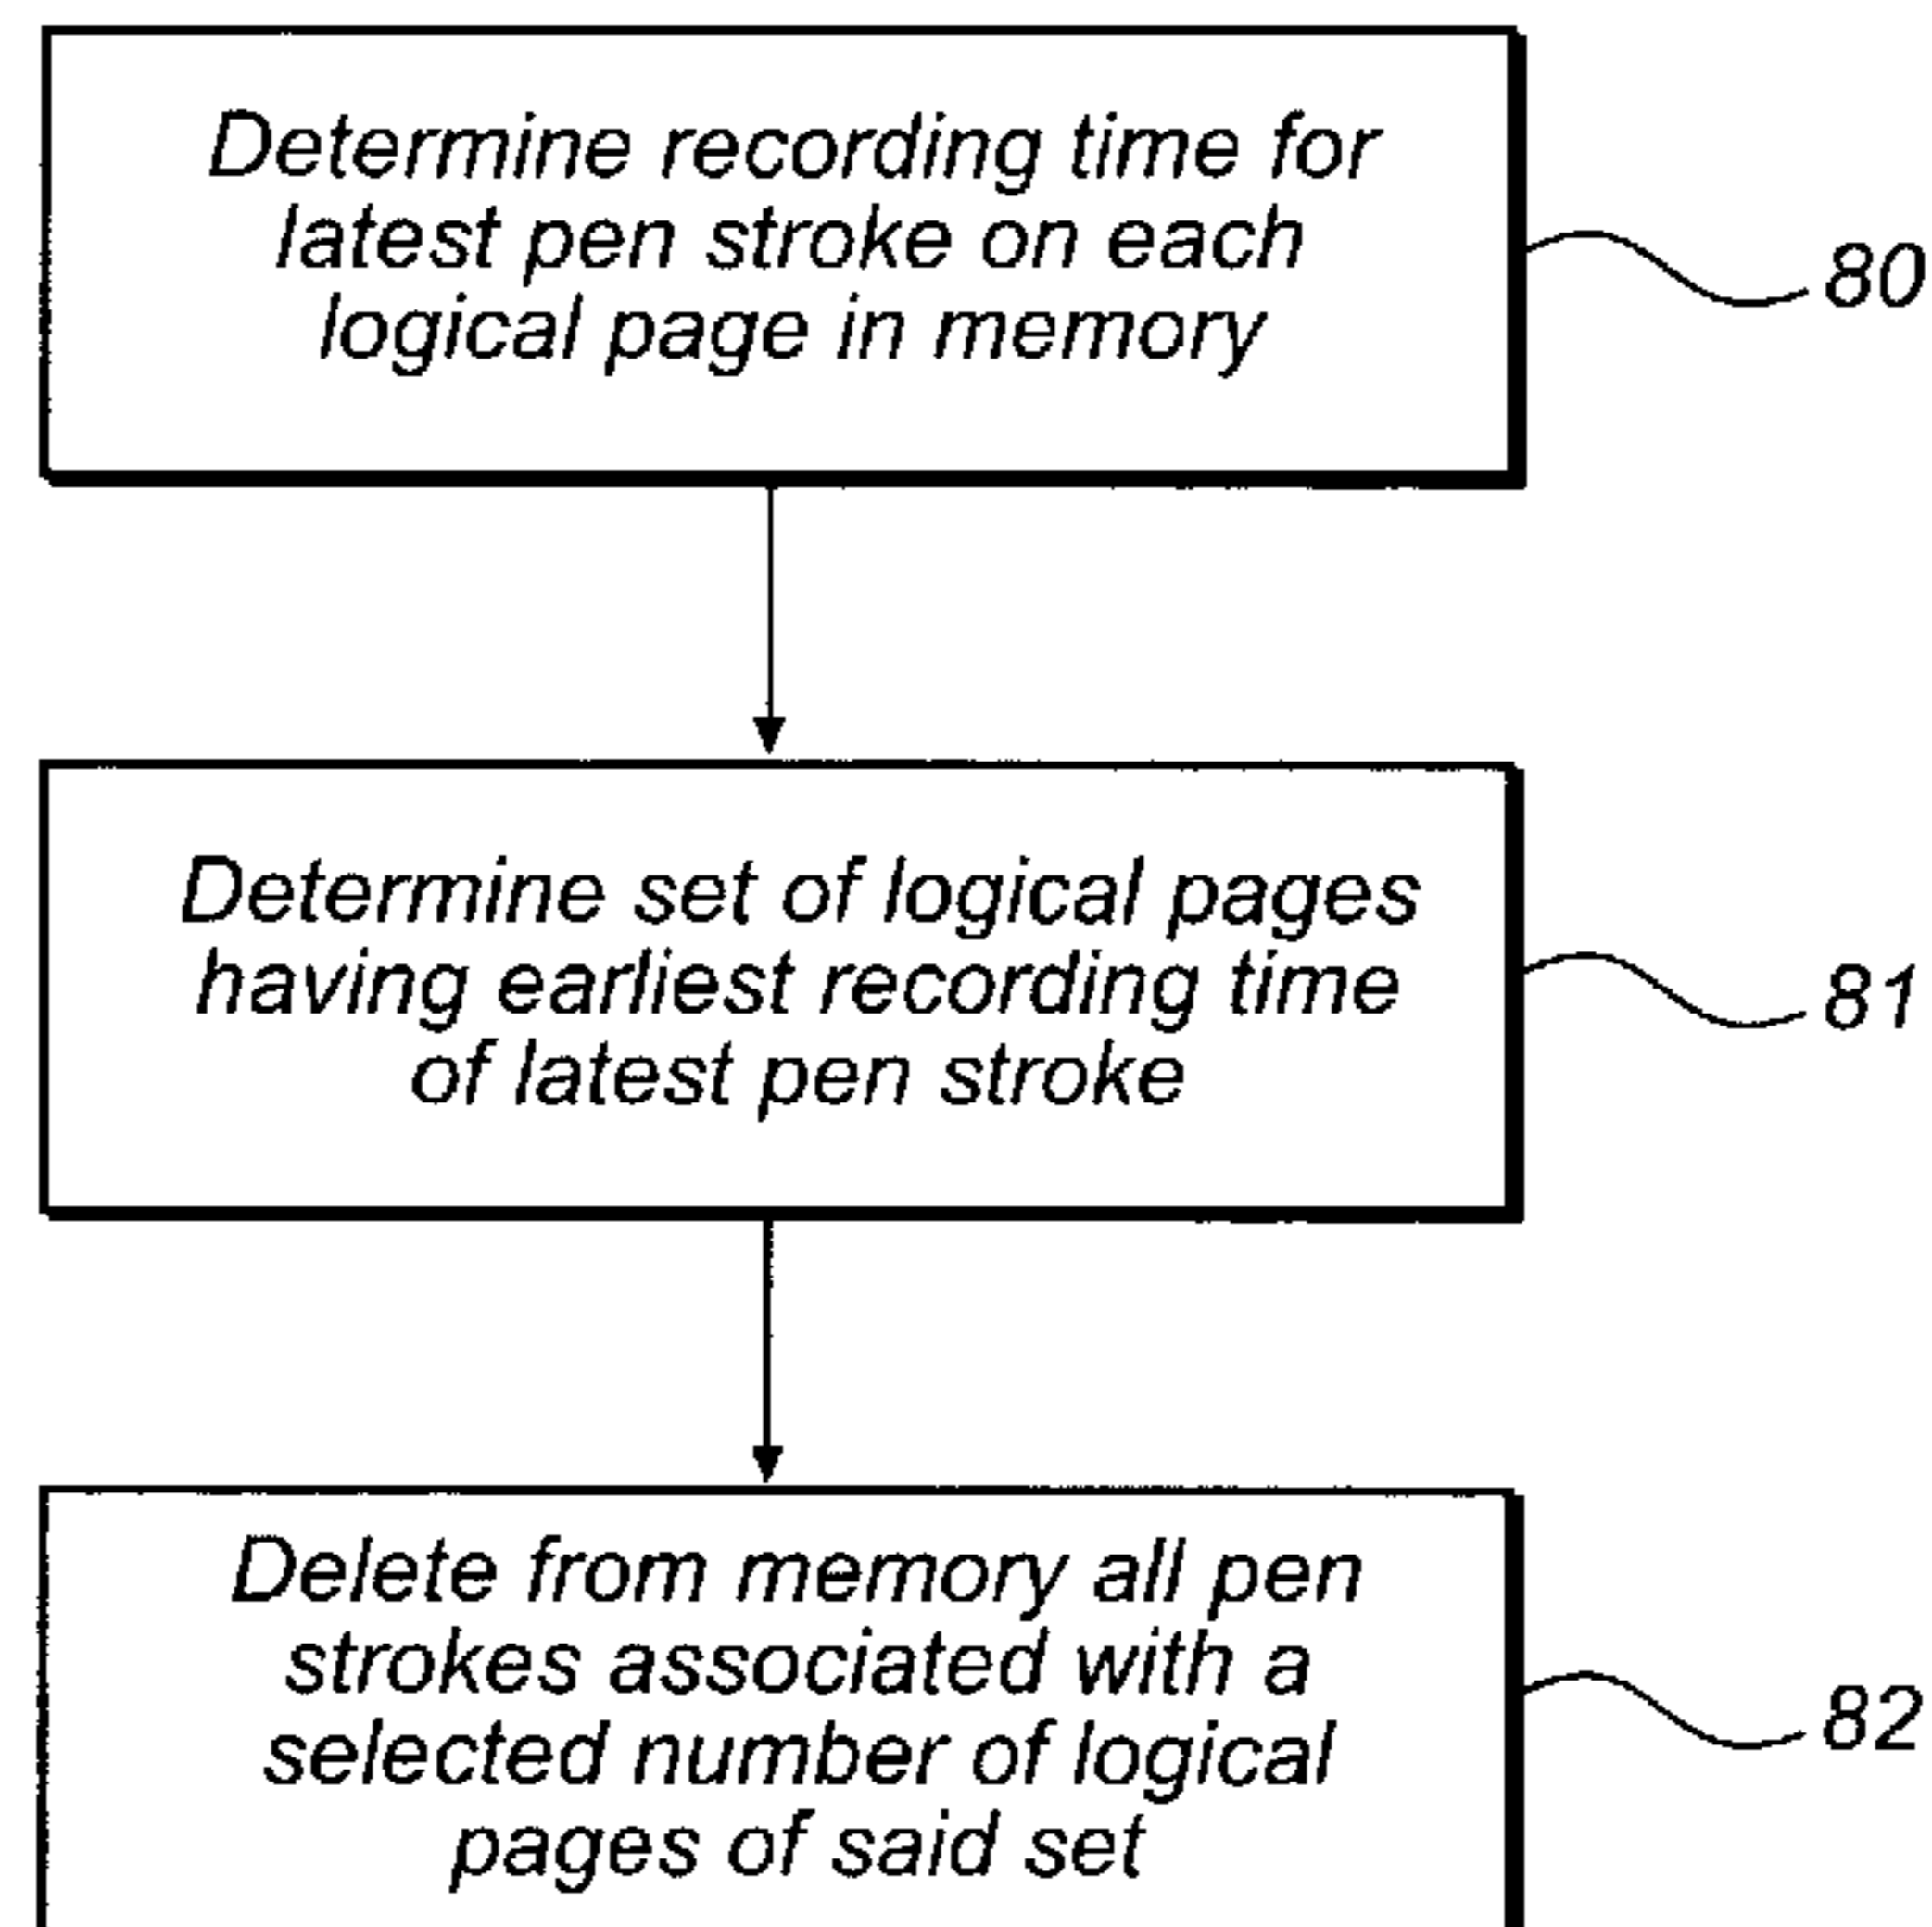 Determine recording time for
latest pen stroke on each
logical page in memory
80
Determine set of logical pages
having earliest recording time
of latest pen stroke
81
Delete from memory all pen
strokes associated with a
selected number of logical
pages of said set
82